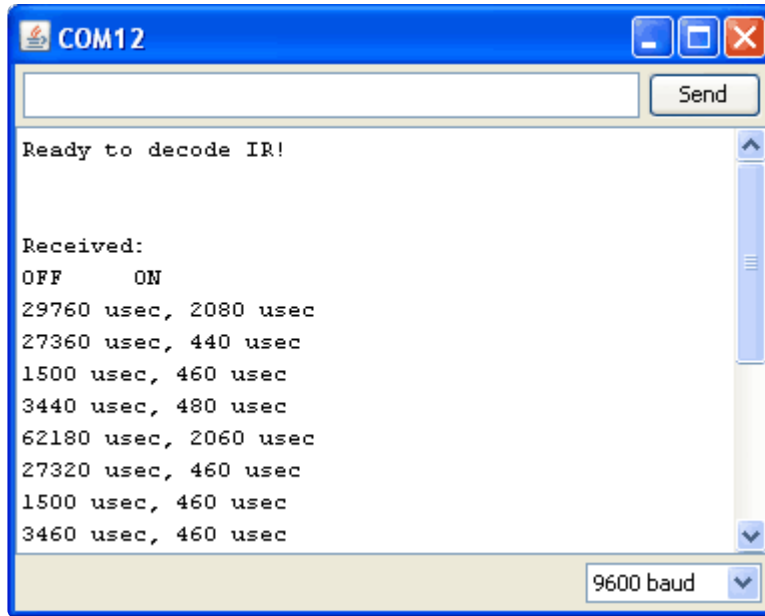 COM12
Send
Ready to decode IR!
Received:
OFF     ON
29760 usec, 2080 usec
27360 usec, 440 usec
1500 usec, 460 usec
3440 usec, 480 usec
62180 usec, 2060 usec
27320 usec, 460 usec
1500 usec, 460 usec
3460 usec, 460 usec
9600 baud